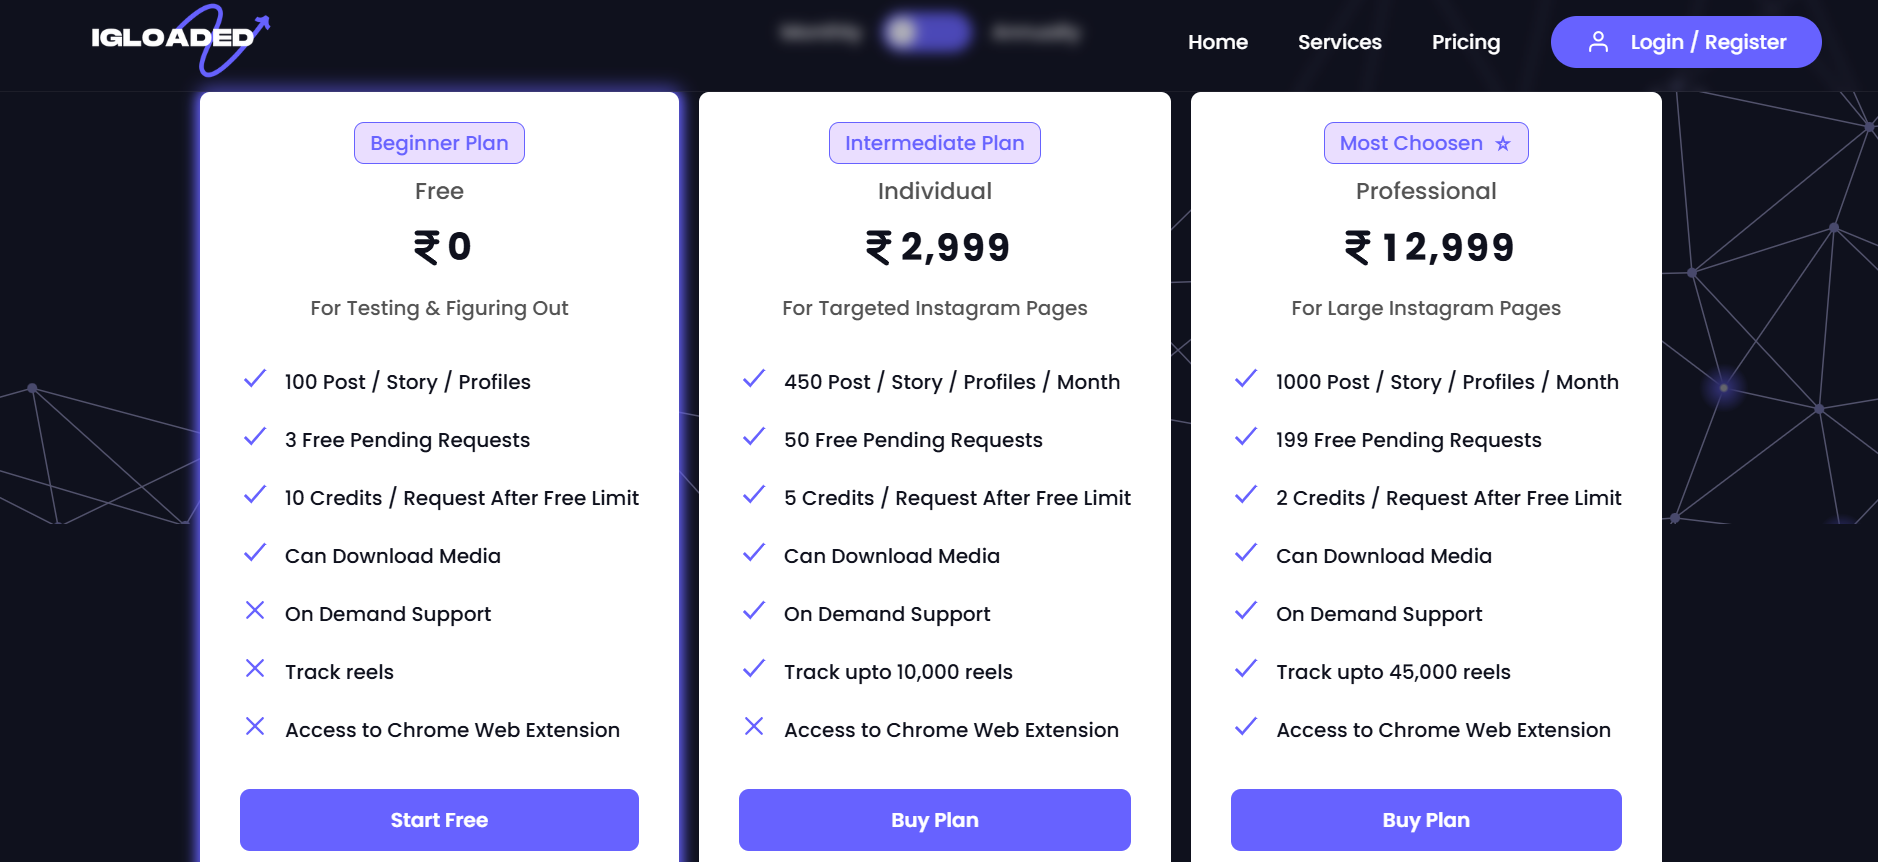 IGLOADED
Monthly Annually
Home Services Pricing Login / Register
Beginner Plan
Free
₹ 0
For Testing & Figuring Out
100 Post / Story / Profiles
3 Free Pending Requests
10 Credits / Request After Free Limit
Can Download Media
On Demand Support
Track reels
Access to Chrome Web Extension
Start Free
Intermediate Plan
Individual
₹ 2,999
For Targeted Instagram Pages
450 Post / Story / Profiles / Month
50 Free Pending Requests
5 Credits / Request After Free Limit
Can Download Media
On Demand Support
Track upto 10,000 reels
Access to Chrome Web Extension
Buy Plan
Most Choosen ☆
Professional
₹ 12,999
For Large Instagram Pages
1000 Post / Story / Profiles / Month
199 Free Pending Requests
2 Credits / Request After Free Limit
Can Download Media
On Demand Support
Track upto 45,000 reels
Access to Chrome Web Extension
Buy Plan